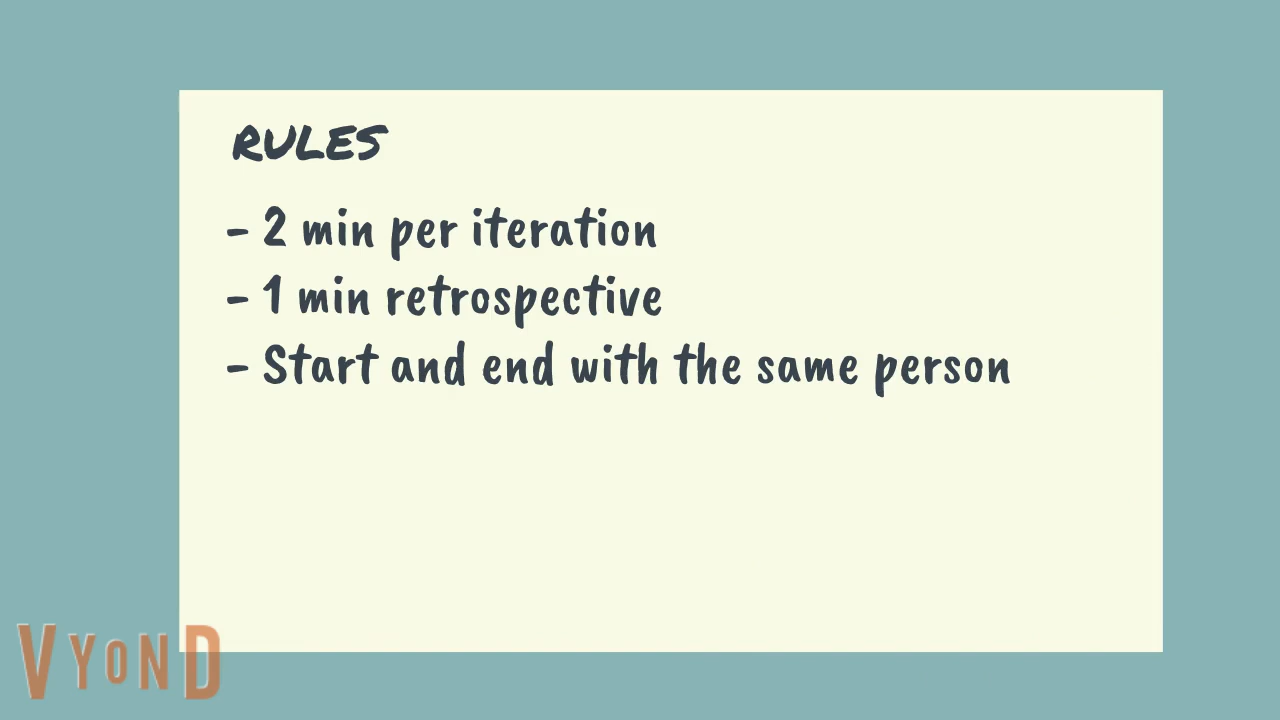 RULES
- 2 min per iteration
- 1 min retrospective
- Start and end with the same person
VYOND